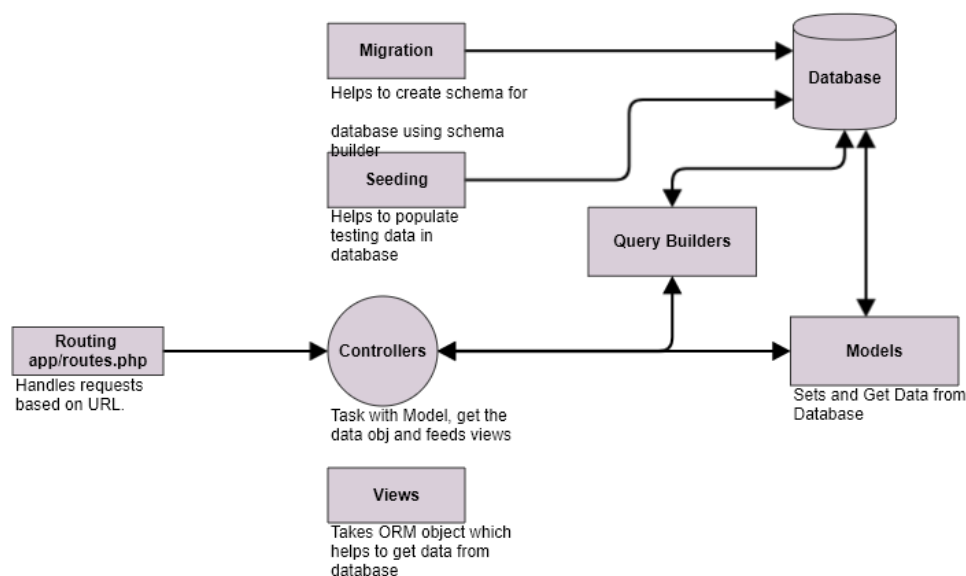 Migration
Helps to create schema for
database using schema
builder
Database
Seeding
Helps to populate
testing data in
database
Query Builders
Routing
app/routes.php
Handles requests
based on URL.
Controllers
Task with Model, get the
data obj and feeds views
Models
Sets and Get Data from
Database
Views
Takes ORM object which
helps to get data from
database